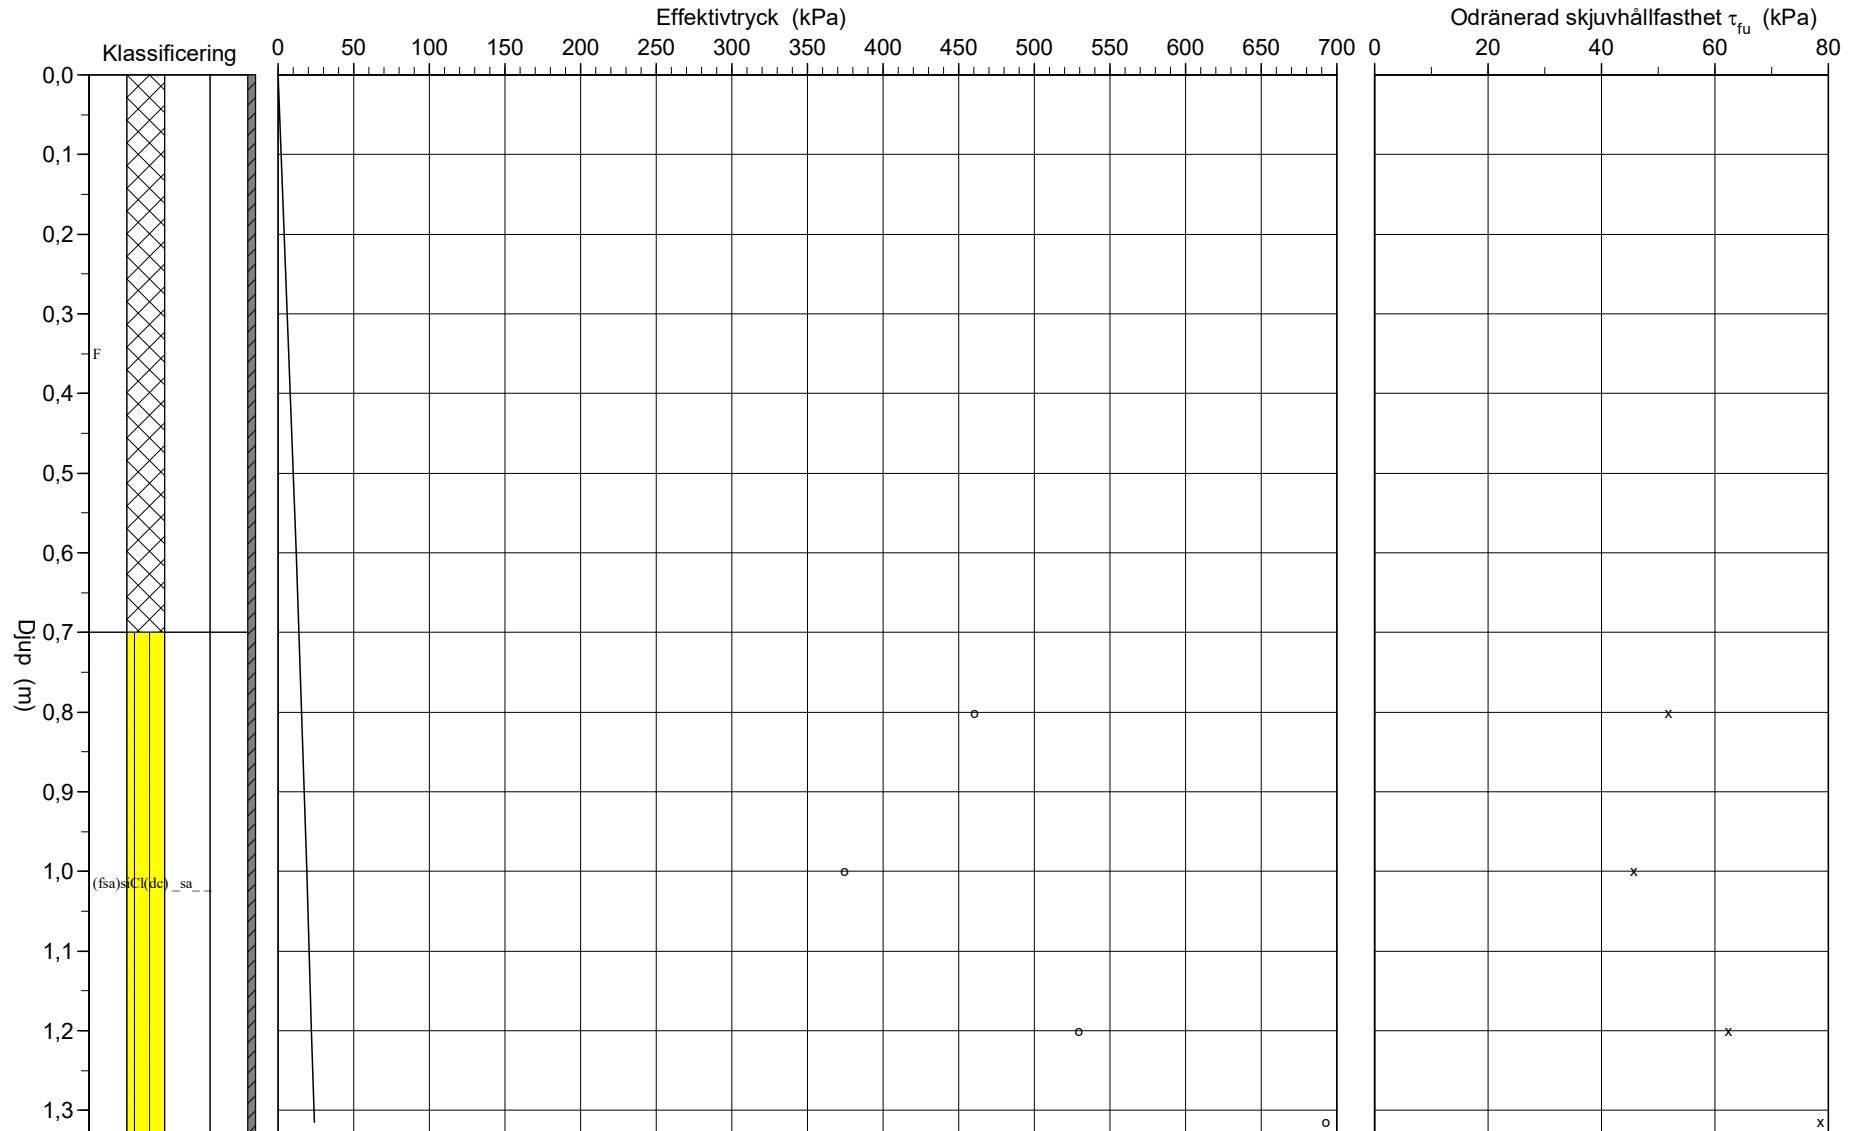 Effektivtryck (kPa)
Odränerad skjuvhållfasthet τfu (kPa)
Klassificering
0 50 100 150 200 250 300 350 400 450 500 550 600 650 700
0 20 40 60 80
0,0
0,1
0,2
0,3
F
0,4
0,5
0,6
0,7
Djup (m)
0,8
o x
0,9
1,0
o x
(fsa)siCl(dc) _sa_ _
1,1
1,2
o x
1,3
o x